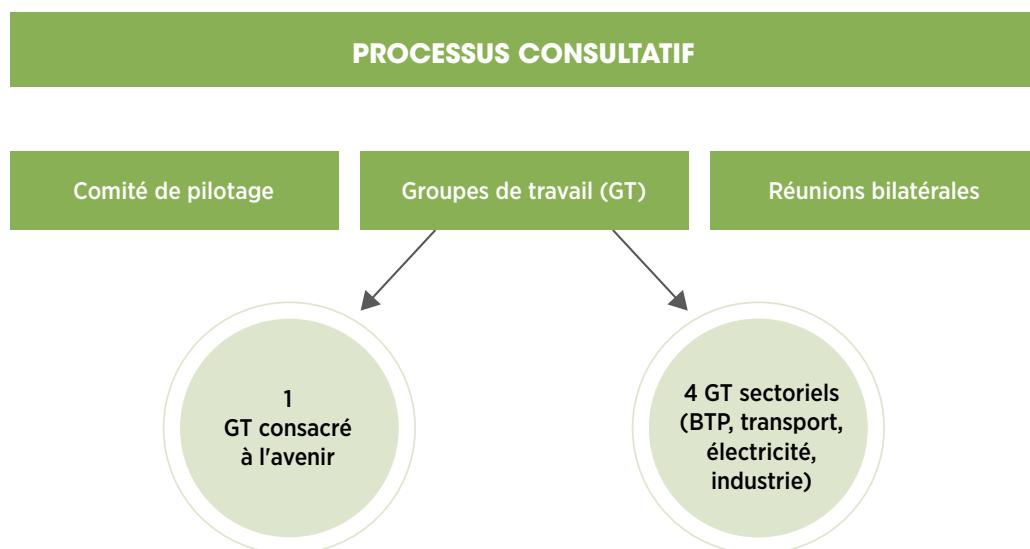 PROCESSUS CONSULTATIF
Comité de pilotage
Groupes de travail (GT)
Réunions bilatérales
1
GT consacré
à l'avenir
4 GT sectoriels
(BTP, transport,
électricité,
industrie)